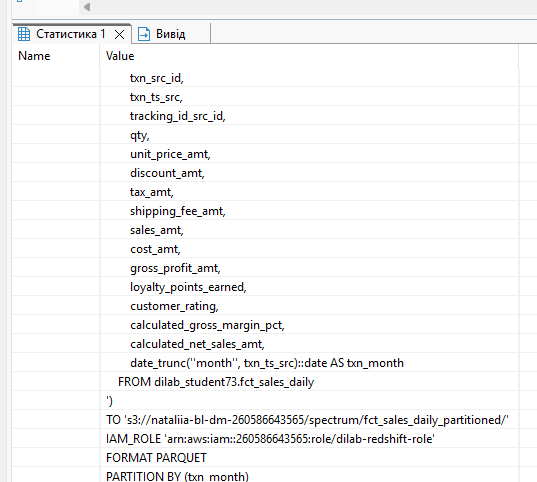 Статистика 1
Вивід
Name Value
txn_src_id,
txn_ts_src,
tracking_id_src_id,
qty,
unit_price_amt,
discount_amt,
tax_amt,
shipping_fee_amt,
sales_amt,
cost_amt,
gross_profit_amt,
loyalty_points_earned,
customer_rating,
calculated_gross_margin_pct,
calculated_net_sales_amt,
date_trunc(''month'', txn_ts_src)::date AS txn_month
FROM dilab_student73.fct_sales_daily
')
TO 's3://nataliia-bl-dm-260586643565/spectrum/fct_sales_daily_partitioned/'
IAM_ROLE 'arn:aws:iam::260586643565:role/dilab-redshift-role'
FORMAT PARQUET
PARTITION BY (txn_month)